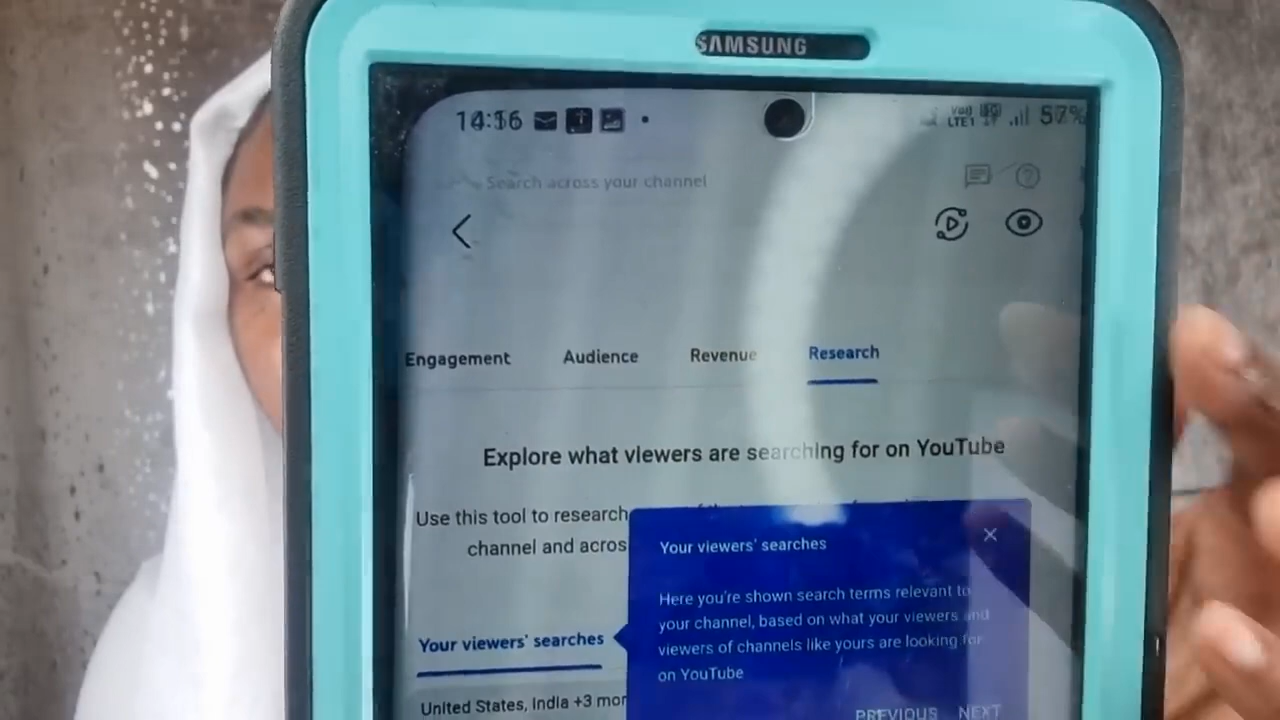 SAMSUNG
LTE1 57%
Search across your channel
Engagement Audience Revenue Research
Explore what viewers are searching for on YouTube
Use this tool to research
channel and acros
Your viewers' searches
Here you're shown search terms relevant to
your channel, based on what your viewers and
viewers of channels like yours are looking for
on YouTube
PREVIOUS NEXT
Your viewers' searches
United States, India +3 mor